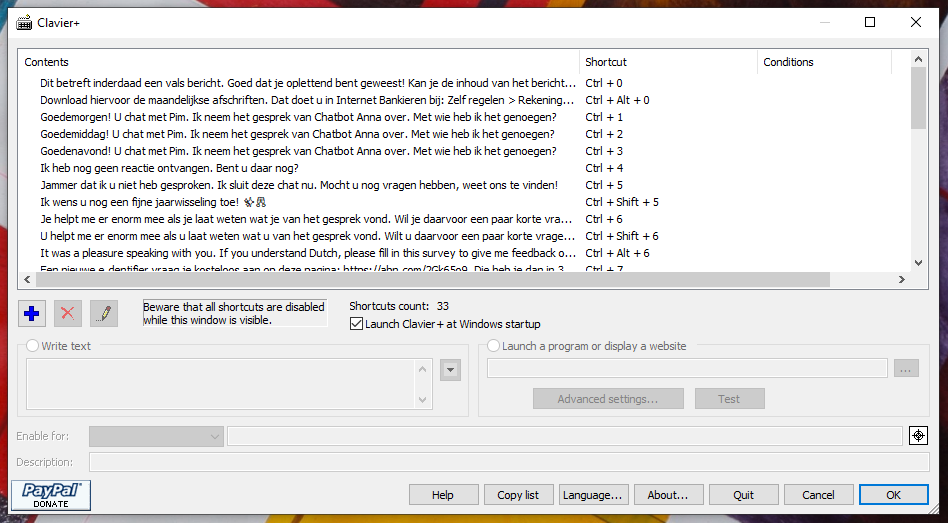 Clavier+
Contents Shortcut Conditions
Dit betreft inderdaad een vals bericht. Goed dat je oplettend bent geweest! Kan je de inhoud van het bericht... Ctrl + 0
Download hiervoor de maandelijkse afschriften. Dat doet u in Internet Bankieren bij: Zelf regelen > Rekening... Ctrl + Alt + 0
Goedemorgen! U chat met Pim. Ik neem het gesprek van Chatbot Anna over. Met wie heb ik het genoegen? Ctrl + 1
Goedemiddag! U chat met Pim. Ik neem het gesprek van Chatbot Anna over. Met wie heb ik het genoegen? Ctrl + 2
Goedenavond! U chat met Pim. Ik neem het gesprek van Chatbot Anna over. Met wie heb ik het genoegen? Ctrl + 3
Ik heb nog geen reactie ontvangen. Bent u daar nog? Ctrl + 4
Jammer dat ik u niet heb gesproken. Ik sluit deze chat nu. Mocht u nog vragen hebben, weet ons te vinden! Ctrl + 5
Ik wens u nog een fijne jaarwisseling toe! Ctrl + Shift + 5
Je helpt me er enorm mee als je laat weten wat je van het gesprek vond. Wil je daarvoor een paar korte vra... Ctrl + 6
U helpt me er enorm mee als u laat weten wat u van het gesprek vond. Wilt u daarvoor een paar korte vrage... Ctrl + Shift + 6
It was a pleasure speaking with you. If you understand Dutch, please fill in this survey to give me feedback o... Ctrl + Alt + 6
Een nieuwe e.dentifier vraag je kosteloos aan op deze pagina: https://abn.com/2Gk65o9. Die heb je dan in 3 Ctrl + 7
Beware that all shortcuts are disabled
while this window is visible.
Shortcuts count: 33
Launch Clavier+ at Windows startup
Write text
Launch a program or display a website
...
Advanced settings... Test
Enable for:
Description:
PayPal
DONATE
Help Copy list Language... About... Quit Cancel OK